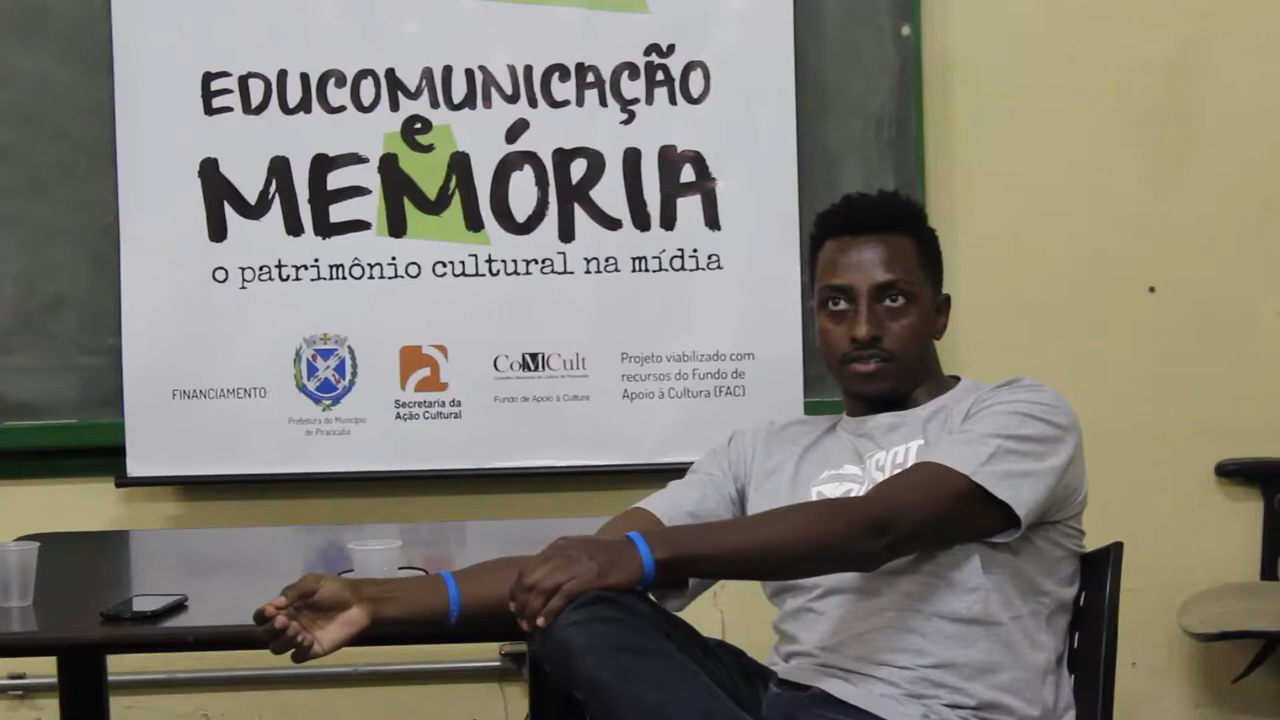 EDUCOMUNICAÇÃO
e
MEMÓRIA
o patrimônio cultural na mídia
FINANCIAMENTO:
Prefeitura do Município
de Piracicaba
Secretaria da
Ação Cultural
CoMCult
Fundo de Apoio à Cultura
Projeto viabilizado com
recursos do Fundo de
Apoio à Cultura (FAC)